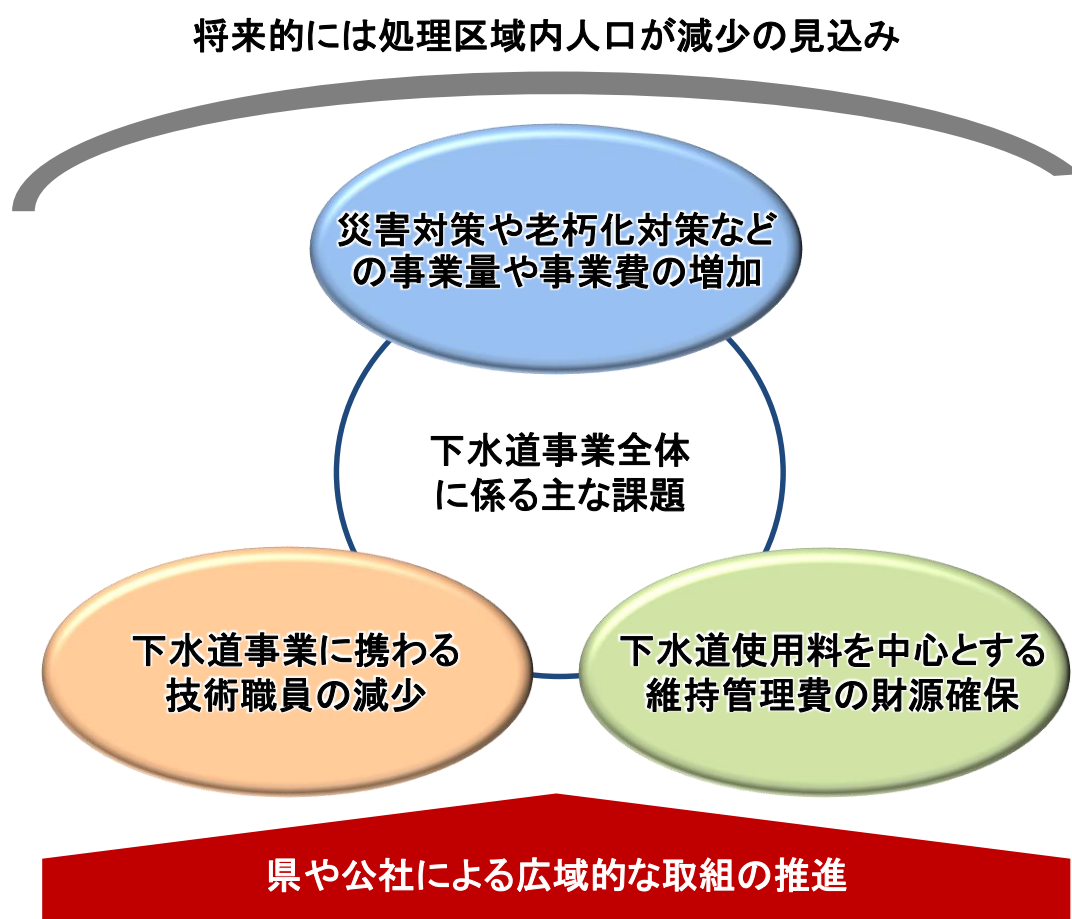 将来的には処理区域内人口が減少の見込み
災害対策や老朽化対策など
の事業量や事業費の増加
下水道事業全体
に係る主な課題
下水道事業に携わる
技術職員の減少
下水道使用料を中心とする
維持管理費の財源確保
県や公社による広域的な取組の推進